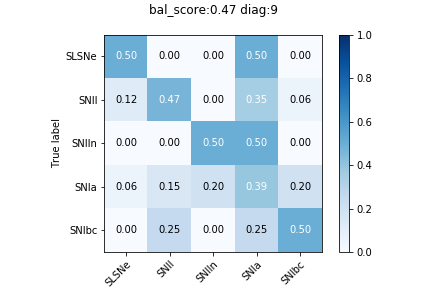 bal_score:0.47 diag:9
True label
SLSNe 0.50 0.00 0.00 0.50 0.00
SNII 0.12 0.47 0.00 0.35 0.06
SNIIn 0.00 0.00 0.50 0.50 0.00
SNIa 0.06 0.15 0.20 0.39 0.20
SNIbc 0.00 0.25 0.00 0.25 0.50
SLSNe SNII SNIIn SNIa SNIbc
1.0
0.8
0.6
0.4
0.2
0.0